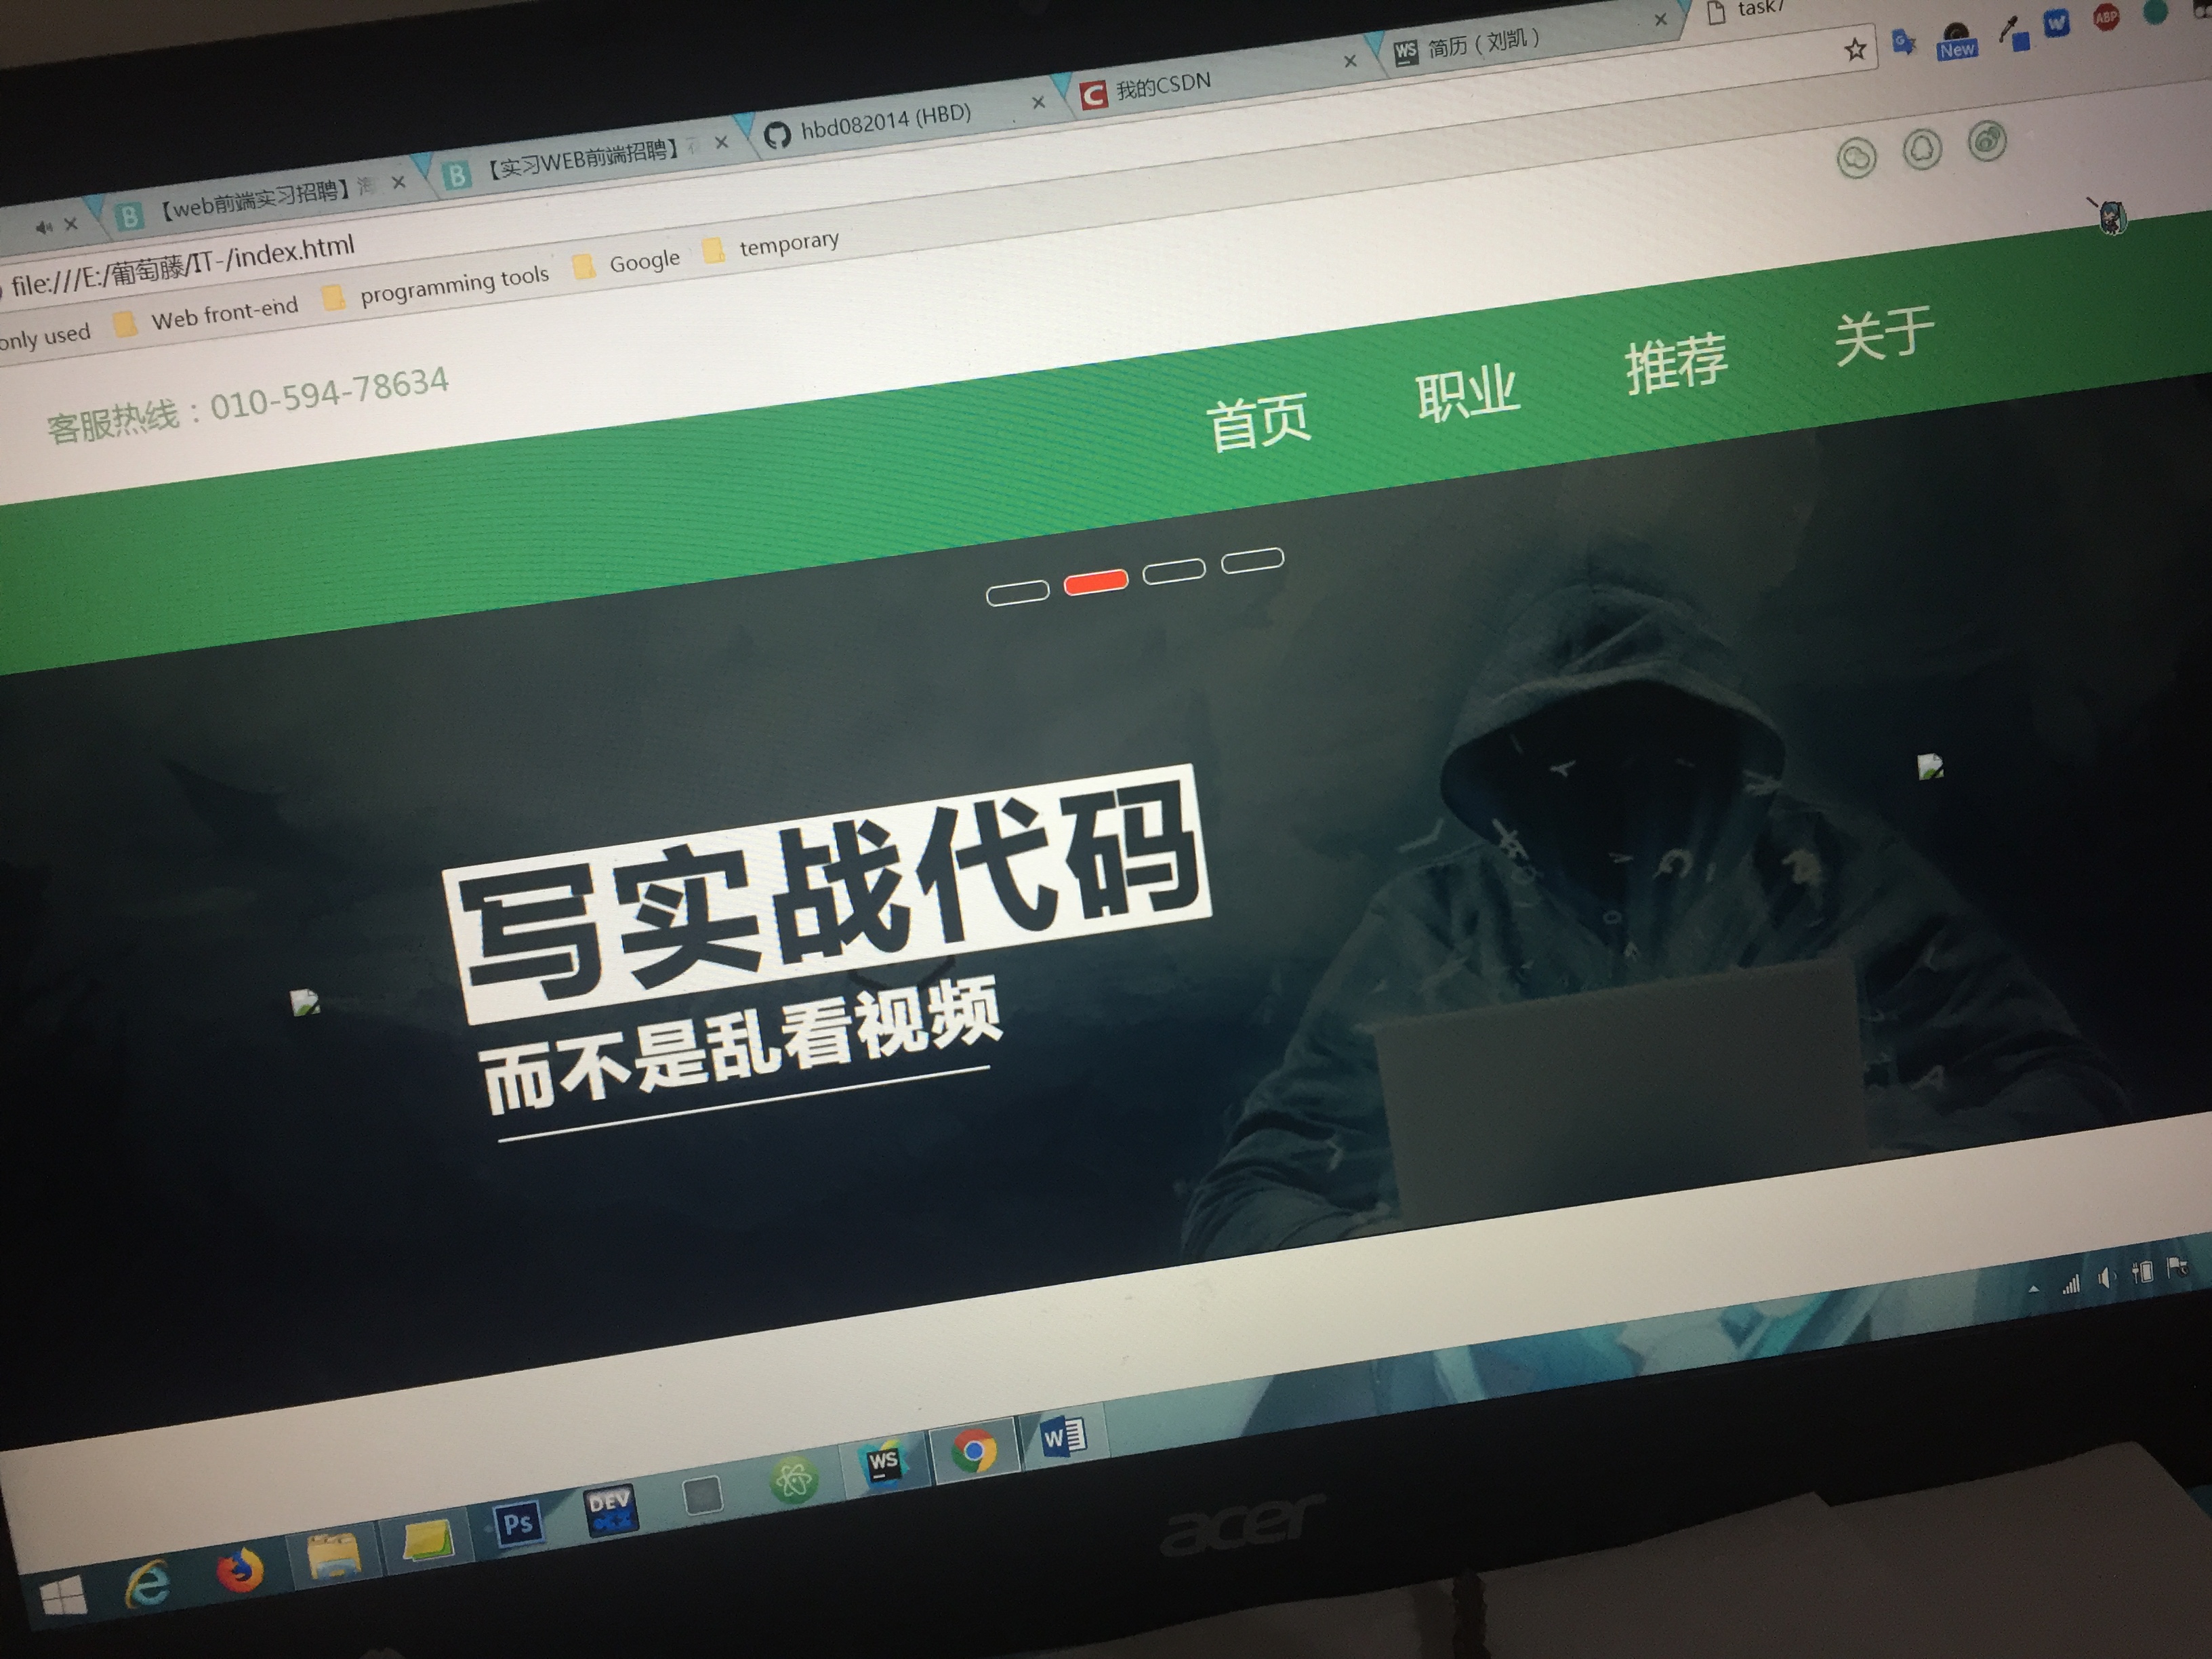 【web前端实习招聘】
【实习WEB前端招聘】
hbd082014 (HBD)
我的CSDN
简历（刘凯）
task7
file:///E:/葡萄藤/IT-/index.html
New
ABP
only used
Web front-end
programming tools
Google
temporary
客服热线：010-594-78634
首页
职业
推荐
关于
写实战代码
而不是乱看视频
Ps
DEV
C++
WS
W
acer